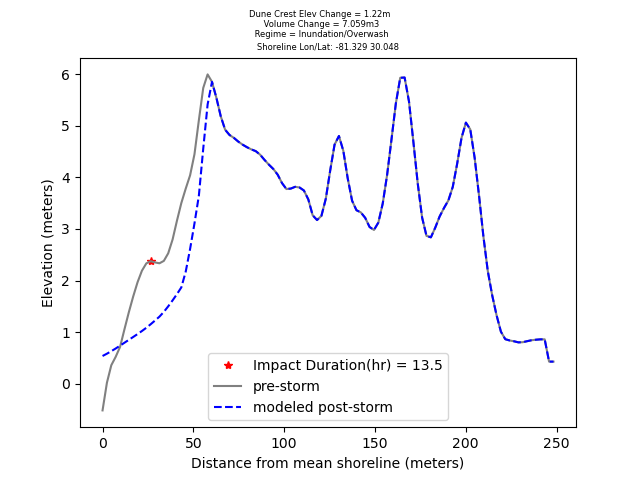 Dune Crest Elev Change = 1.22m
Volume Change = 7.059m3
Regime = Inundation/Overwash
Shoreline Lon/Lat: -81.329 30.048
6
5
4
3
2
1
0
Elevation (meters)
Impact Duration(hr) = 13.5
pre-storm
modeled post-storm
0 50 100 150 200 250
Distance from mean shoreline (meters)